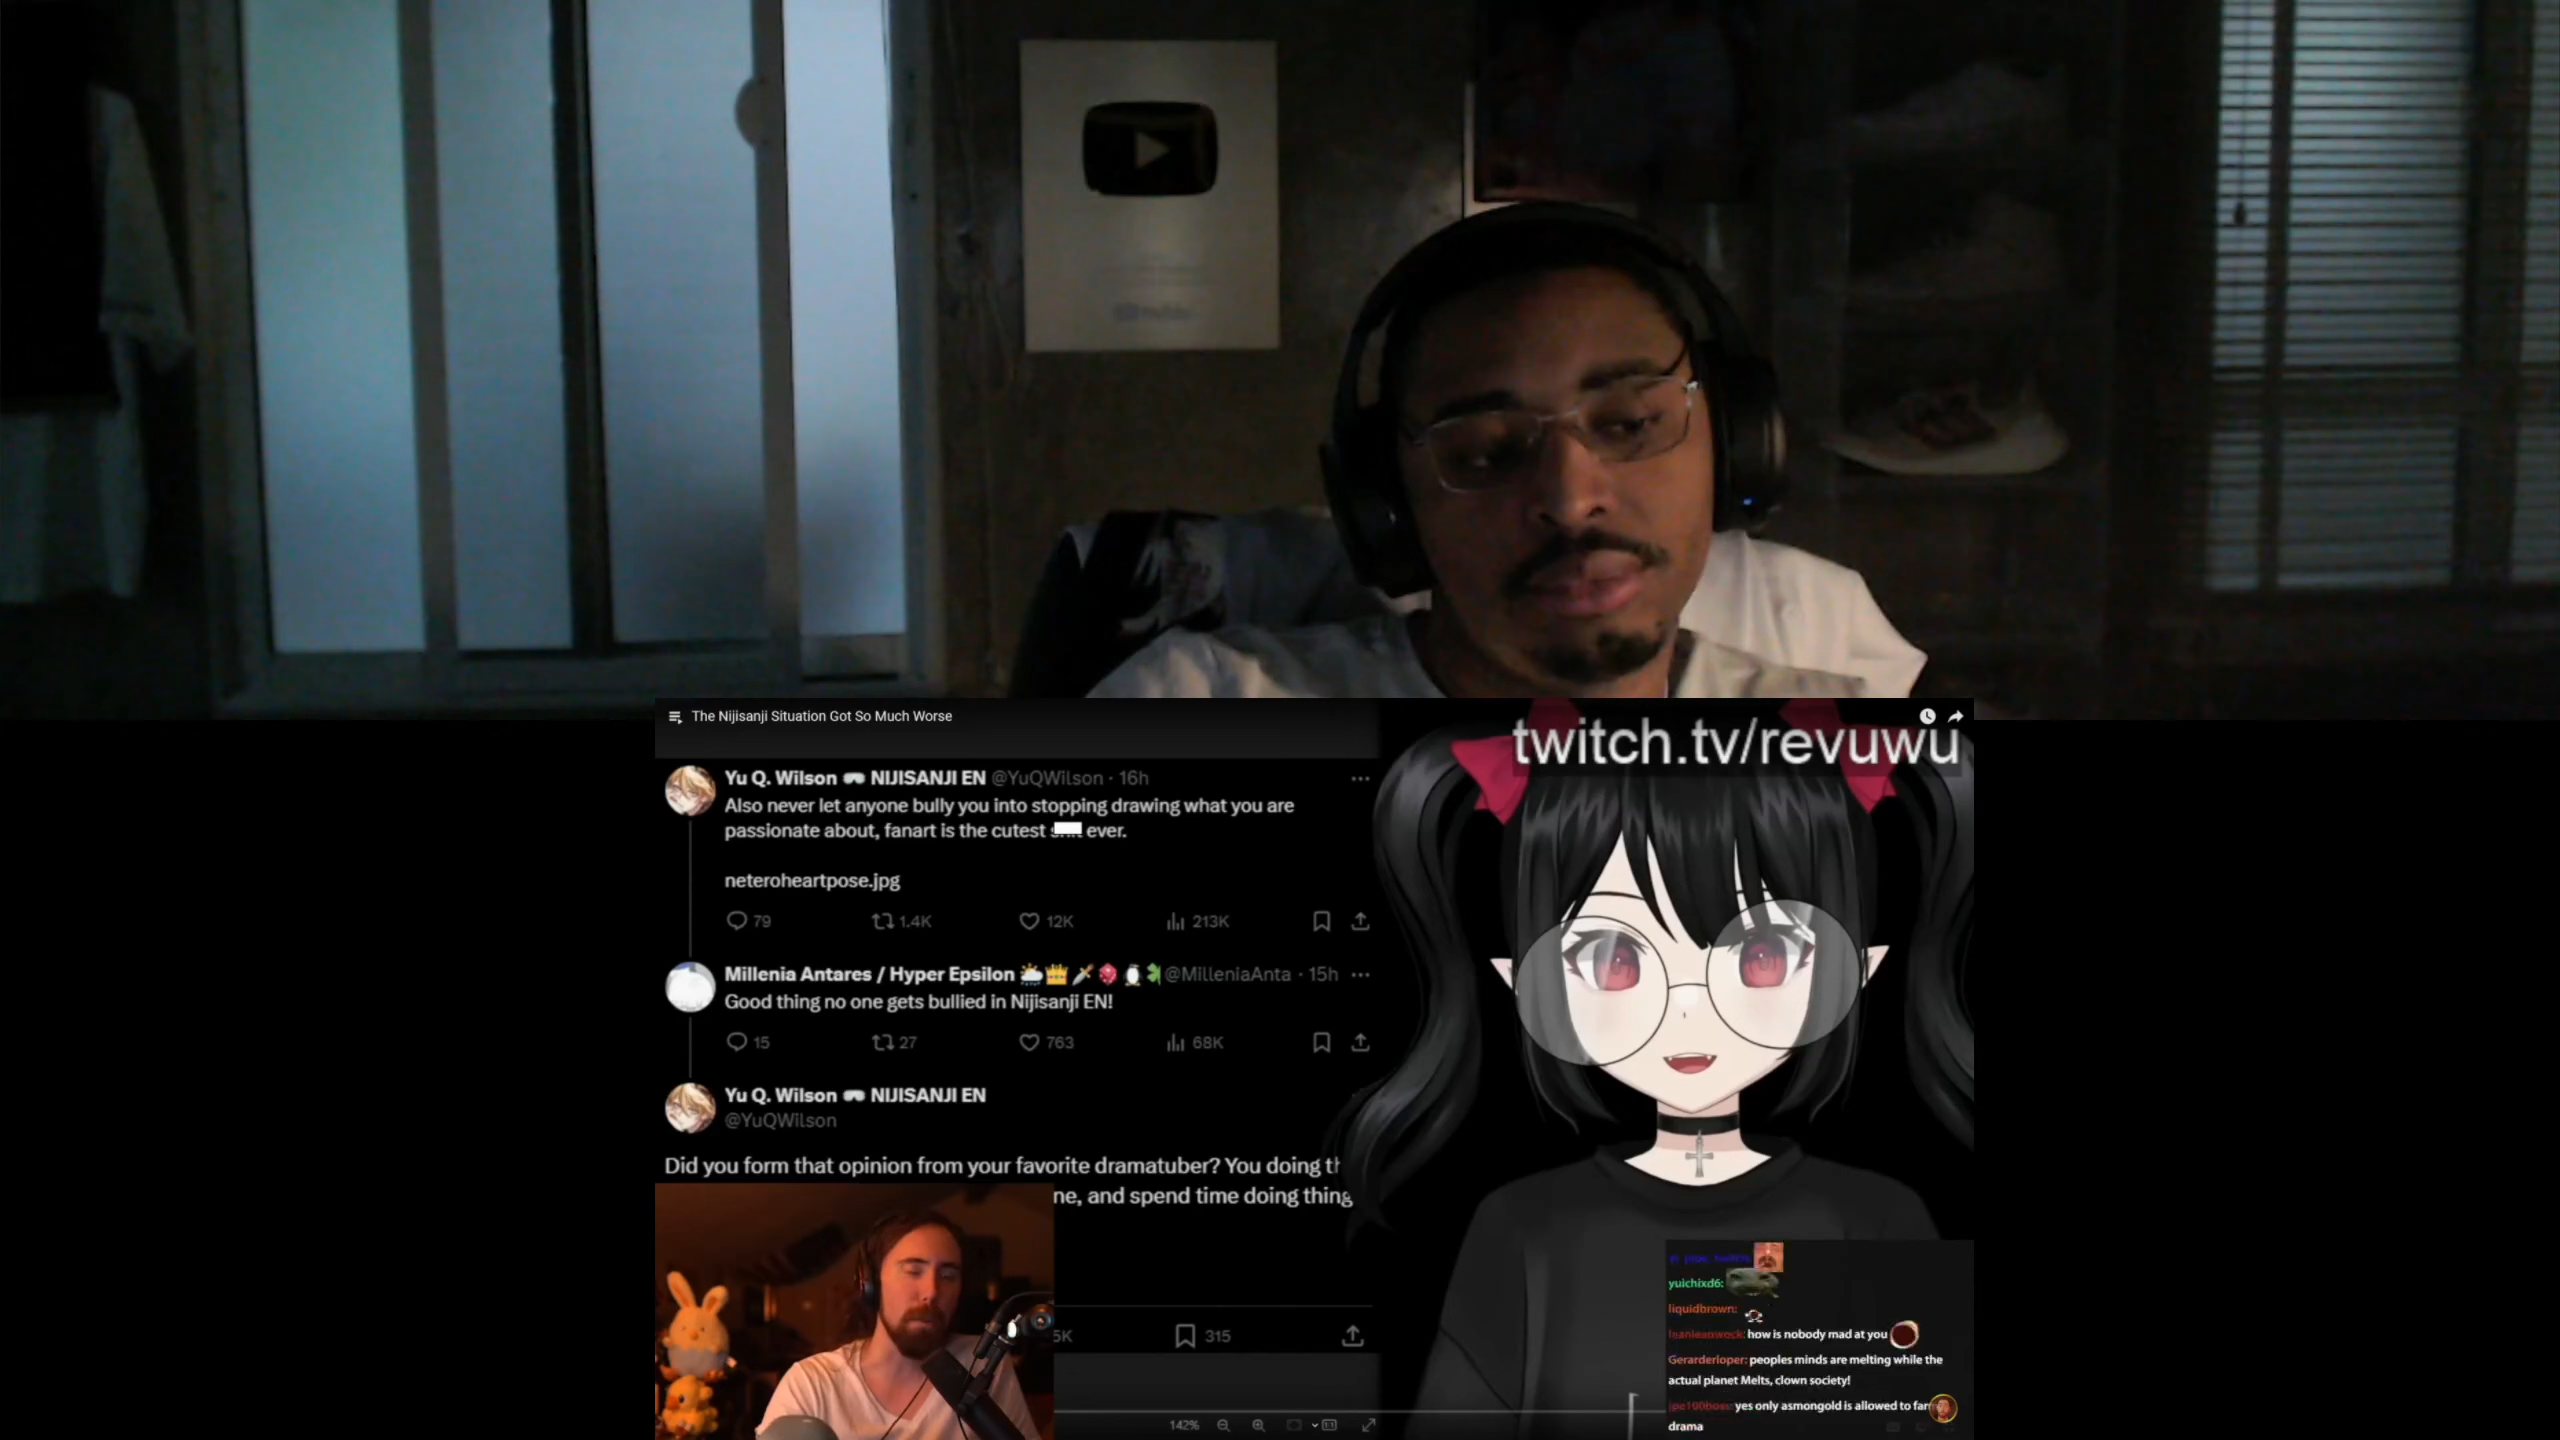 The Nijisanji Situation Got So Much Worse
twitch.tv/revuwu
Yu Q. Wilson NIJISANJI EN @YuQWilson · 16h
Also never let anyone bully you into stopping drawing what you are
passionate about, fanart is the cutest ever.
neteroheartpose.jpg
79 1.4K 12K 213K
Millenia Antares / Hyper Epsilon @MilleniaAnta · 15h
Good thing no one gets bullied in Nijisanji EN!
15 27 763 68K
Yu Q. Wilson NIJISANJI EN
@YuQWilson
Did you form that opinion from your favorite dramatuber? You doing
and spend time doing thing
5K 315
142%
yuichixd6:
liquidbrown:
how is nobody mad at you
Gerarderloper: peoples minds are melting while the
actual planet Melts, clown society!
yes only asmongold is allowed to
drama